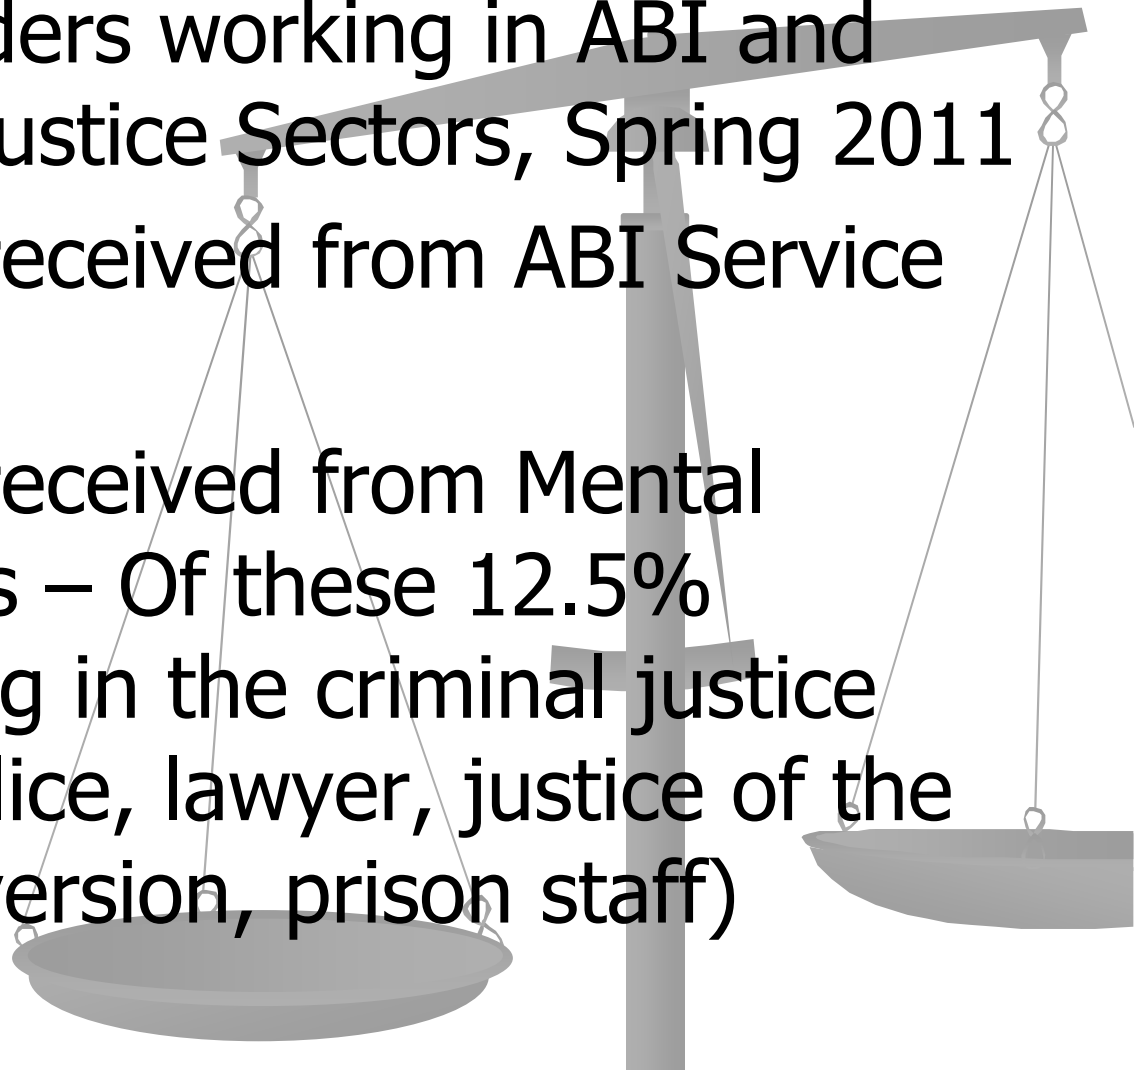 ders working in ABI and
ustice Sectors, Spring 2011
received from ABI Service
received from Mental
s – Of these 12.5%
g in the criminal justice
lice, lawyer, justice of the
version, prison staff)